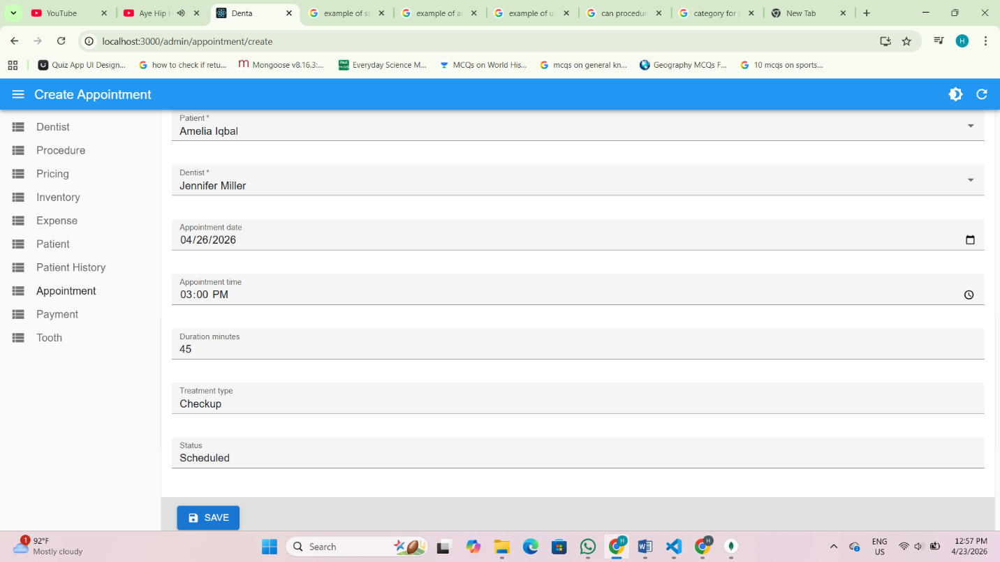 YouTube
Aye Hip H
Denta
example of sp
example of ac
example of us
can procedur
category for p
New Tab
localhost:3000/admin/appointment/create
H
Quiz App UI Design...
how to check if retu...
Mongoose v8.16.3:...
Everyday Science M...
MCQs on World His...
mcqs on general kn...
Geography MCQs F...
10 mcqs on sports...
Create Appointment
Dentist
Procedure
Pricing
Inventory
Expense
Patient
Patient History
Appointment
Payment
Tooth
Patient *
Amelia Iqbal
Dentist *
Jennifer Miller
Appointment date
04/26/2026
Appointment time
03:00 PM
Duration minutes
45
Treatment type
Checkup
Status
Scheduled
SAVE
1
92°F
Mostly cloudy
Search
H
H
ENG
US
12:57 PM
4/23/2026